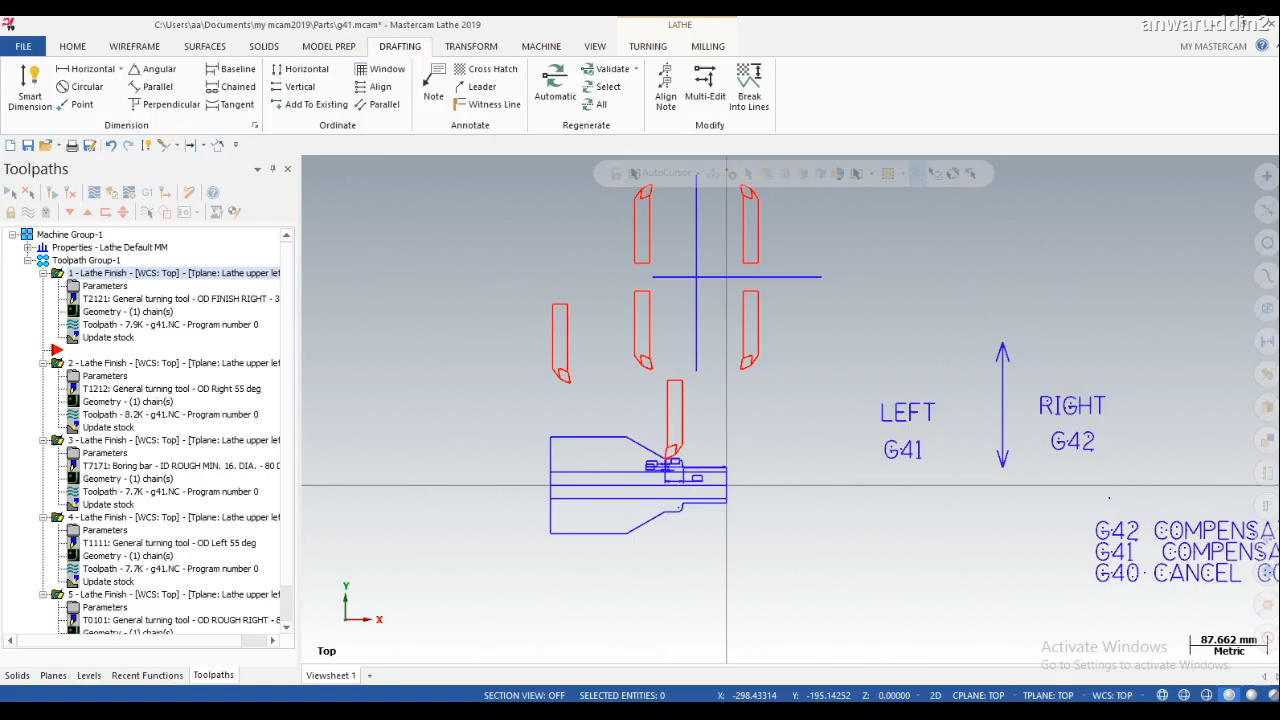 C:\Users\aa\Documents\my mcam2019\Parts\g41.mcam* - Mastercam Lathe 2019
LATHE
anwaruddin2
FILE
HOME
WIREFRAME
SURFACES
SOLIDS
MODEL PREP
DRAFTING
TRANSFORM
MACHINE
VIEW
TURNING
MILLING
MY MASTERCAM
Smart Dimension
Horizontal
Angular
Baseline
Circular
Parallel
Chained
Point
Perpendicular
Tangent
Dimension
Horizontal
Window
Vertical
Align
Add To Existing
Parallel
Ordinate
Note
Cross Hatch
Leader
Witness Line
Annotate
Automatic
Validate
Select
All
Regenerate
Align Note
Multi-Edit
Break Into Lines
Modify
Toolpaths
G1
AutoCursor
Machine Group-1
Properties - Lathe Default MM
Toolpath Group-1
1 - Lathe Finish - [WCS: Top] - [Tplane: Lathe upper left
Parameters
T2121: General turning tool - OD FINISH RIGHT - 3
Geometry - (1) chain(s)
Toolpath - 7.9K - g41.NC - Program number 0
Update stock
2 - Lathe Finish - [WCS: Top] - [Tplane: Lathe upper left
Parameters
T1212: General turning tool - OD Right 55 deg
Geometry - (1) chain(s)
Toolpath - 8.2K - g41.NC - Program number 0
Update stock
3 - Lathe Finish - [WCS: Top] - [Tplane: Lathe upper left
Parameters
T7171: Boring bar - ID ROUGH MIN. 16. DIA. - 80 D
Geometry - (1) chain(s)
Toolpath - 7.7K - g41.NC - Program number 0
Update stock
4 - Lathe Finish - [WCS: Top] - [Tplane: Lathe upper left
Parameters
T1111: General turning tool - OD Left 55 deg
Geometry - (1) chain(s)
Toolpath - 7.7K - g41.NC - Program number 0
Update stock
5 - Lathe Finish - [WCS: Top] - [Tplane: Lathe upper left
Parameters
T0101: General turning tool - OD ROUGH RIGHT - 8
Geometry - (1) chain(s)
LEFT
G41
RIGHT
G42
G42 COMPENSA
G41 COMPENSA
G40 CANCEL CO
Y
X
Top
Activate Windows
Go to Settings to activate Windows.
87.662 mm
Metric
Solids
Planes
Levels
Recent Functions
Toolpaths
Viewsheet 1
+
SECTION VIEW: OFF
SELECTED ENTITIES: 0
X: -298.43314
Y: -195.14252
Z: 0.00000
2D
CPLANE: TOP
TPLANE: TOP
WCS: TOP